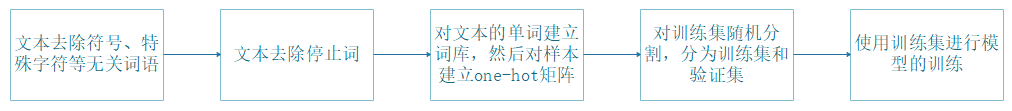 文本去除符号、特
殊字符等无关词语
文本去除停止词
对文本的单词建立
词库，然后对样本
建立one-hot矩阵
对训练集随机分
割，分为训练集和
验证集
使用训练集进行模
型的训练